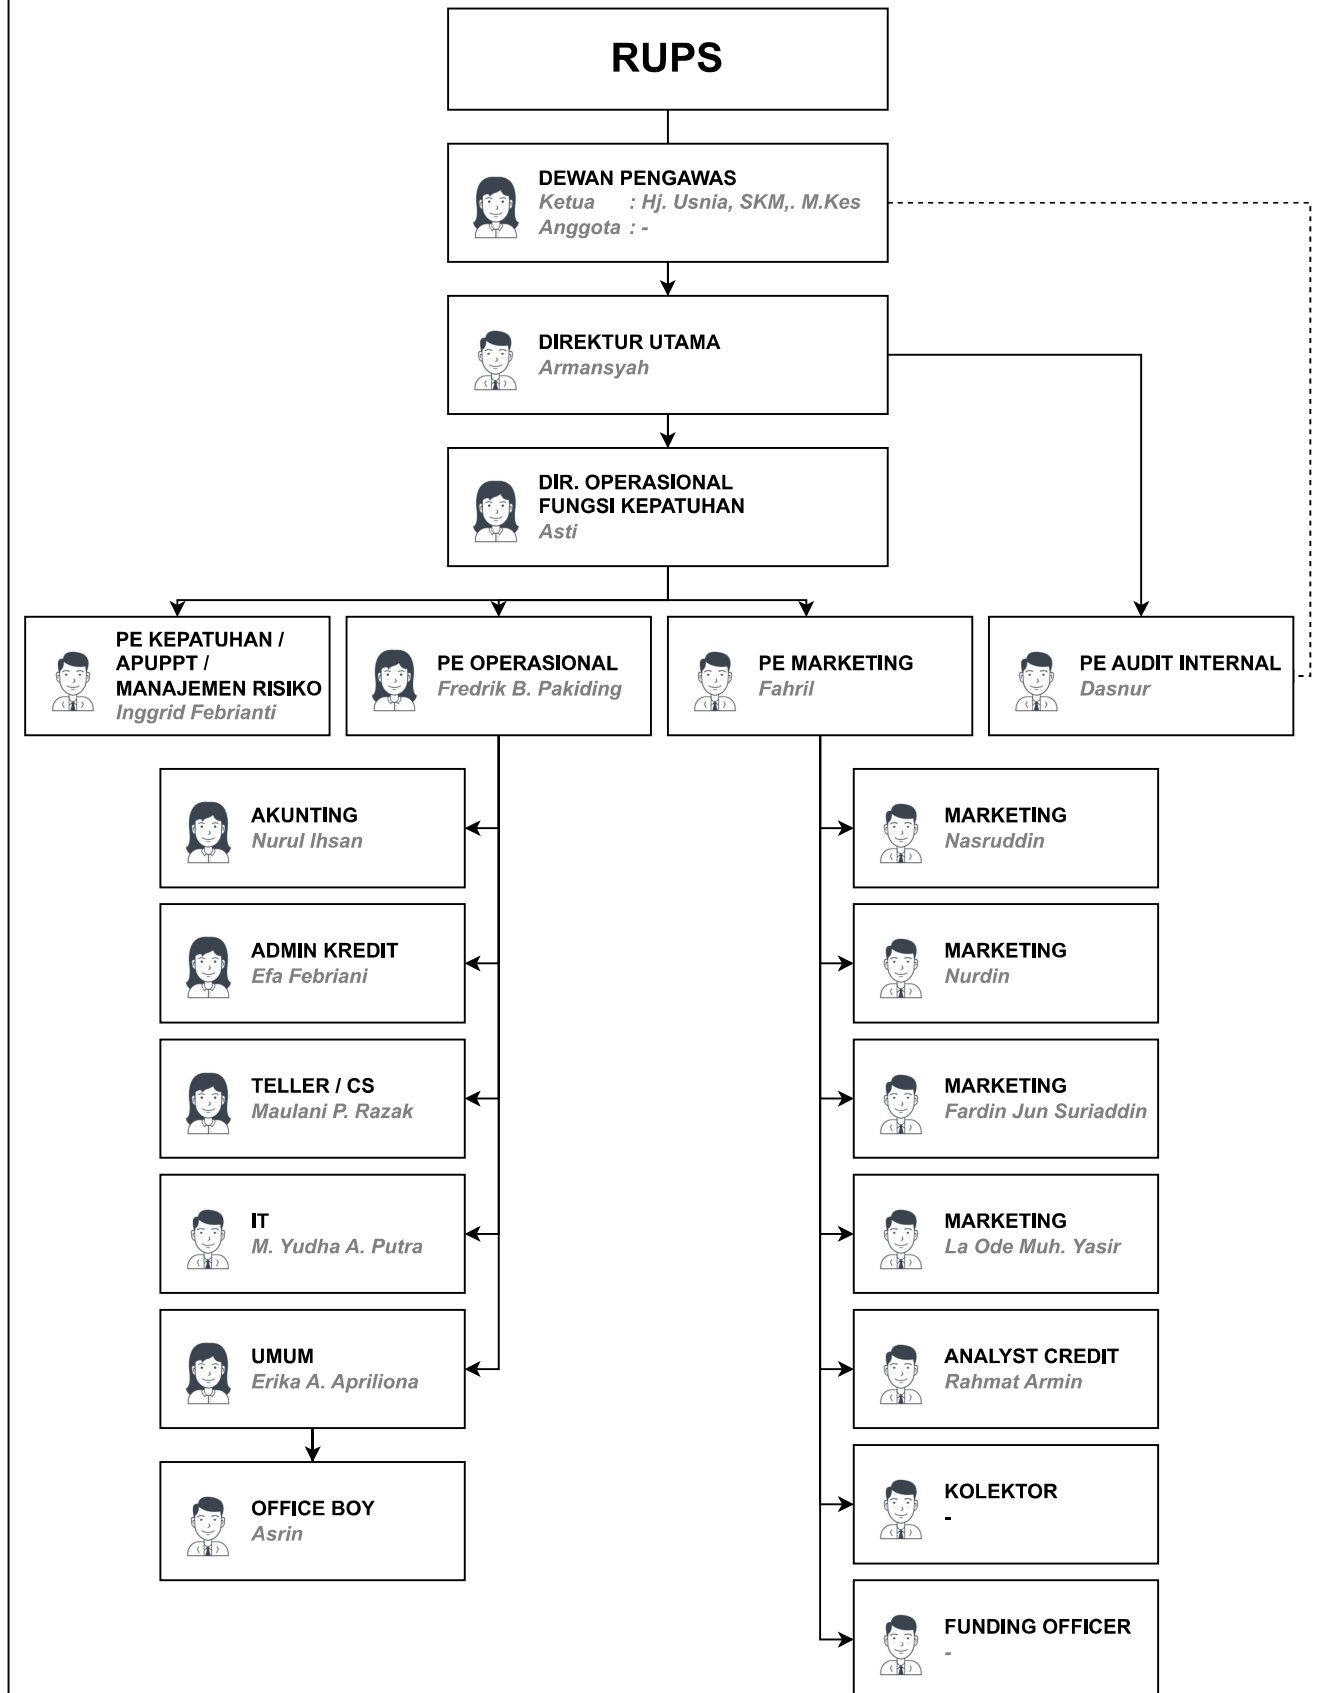 RUPS
DEWAN PENGAWAS
Ketua : Hj. Usnia, SKM,. M.Kes
Anggota : -
DIREKTUR UTAMA
Armansyah
DIR. OPERASIONAL
FUNGSI KEPATUHAN
Asti
PE KEPATUHAN /
APUPPT /
MANAJEMEN RISIKO
Inggrid Febrianti
PE OPERASIONAL
Fredrik B. Pakiding
PE MARKETING
Fahril
PE AUDIT INTERNAL
Dasnur
AKUNTING
Nurul Ihsan
MARKETING
Nasruddin
ADMIN KREDIT
Efa Febriani
MARKETING
Nurdin
TELLER / CS
Maulani P. Razak
MARKETING
Fardin Jun Suriaddin
IT
M. Yudha A. Putra
MARKETING
La Ode Muh. Yasir
UMUM
Erika A. Apriliona
ANALYST CREDIT
Rahmat Armin
OFFICE BOY
Asrin
KOLEKTOR
-
FUNDING OFFICER
-